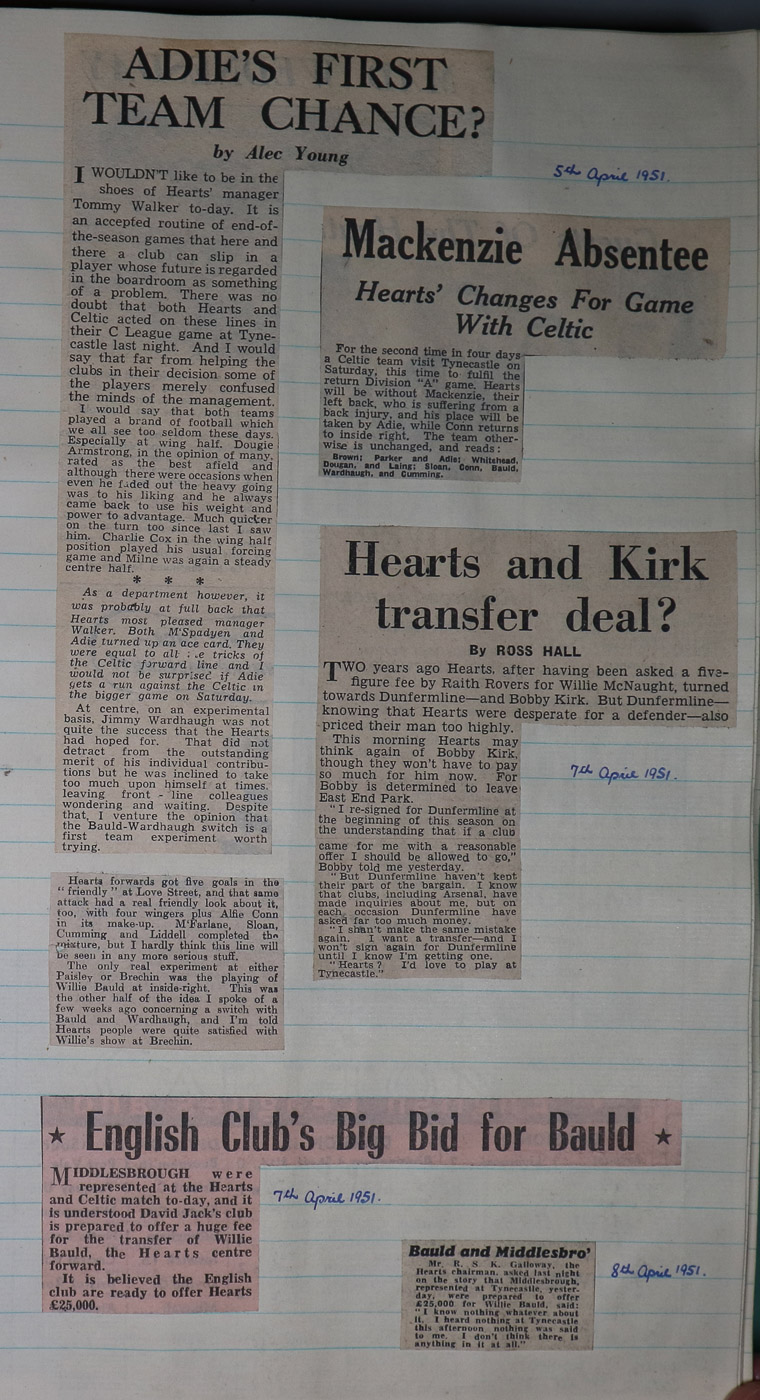 ADIE'S FIRST
TEAM CHANCE?
by Alec Young
I WOULDN'T like to be in the
shoes of Hearts' manager
Tommy Walker to-day. It is
an accepted routine of end-of-
the-season games that here and
there a club can slip in a
player whose future is regarded
in the boardroom as something
of a problem. There was no
doubt that both Hearts and
Celtic acted on these lines in
their C League game at Tyne-
castle last night. And I would
say that far from helping the
clubs in their decision some of
the players merely confused
the minds of the management.
I would say that both teams
played a brand of football which
we all see too seldom these days.
Especially at wing half. Dougie
Armstrong, in the opinion of many,
rated as the best afield and
although there were occasions when
even he faded out the heavy going
was to his liking and he always
came back to use his weight and
power to advantage. Much quicker
on the turn too since last I saw
him. Charlie Cox in the wing half
position played his usual forcing
game and Milne was again a steady
centre half.
* * *
As a department however, it
was probably at full back that
Hearts most pleased manager
Walker. Both M'Spadyen and
Adie turned up an ace card. They
were equal to all the tricks of
the Celtic forward line and I
would not be surprised if Adie
gets a run against the Celtic in
the bigger game on Saturday.
At centre, on an experimental
basis, Jimmy Wardhaugh was not
quite the success that the Hearts
had hoped for. That did not
detract from the outstanding
merit of his individual contribu-
tions but he was inclined to take
too much upon himself at times,
leaving front-line colleagues
wondering and waiting. Despite
that, I venture the opinion that
the Bauld-Wardhaugh switch is a
first team experiment worth
trying.
Hearts forwards got five goals in the
"friendly" at Love Street, and that same
attack had a real friendly look about it,
too, with four wingers plus Alfie Conn
in its make-up. M'Farlane, Sloan,
Cumming and Liddell completed the
mixture, but I hardly think this line will
be seen in any more serious stuff.
The only real experiment at either
Paisley or Brechin was the playing of
Willie Bauld at inside-right. This was
the other half of the idea I spoke of a
few weeks ago concerning a switch with
Bauld and Wardhaugh, and I'm told
Hearts people were quite satisfied with
Willie's show at Brechin.
5th April 1951.
Mackenzie Absentee
Hearts' Changes For Game
With Celtic
For the second time in four days
a Celtic team visit Tynecastle on
Saturday, this time to fulfil the
return Division "A" game. Hearts
will be without Mackenzie, their
left back, who is suffering from a
back injury, and his place will be
taken by Adie, while Conn returns
to inside right. The team other-
wise is unchanged, and reads:
Brown; Parker and Adie; Whitehead,
Dougan, and Laing; Sloan, Conn, Bauld,
Wardhaugh, and Cumming.
Hearts and Kirk
transfer deal?
By ROSS HALL
TWO years ago Hearts, after having been asked a five-
figure fee by Raith Rovers for Willie McNaught, turned
towards Dunfermline—and Bobby Kirk. But Dunfermline—
knowing that Hearts were desperate for a defender—also
priced their man too highly.
This morning Hearts may
think again of Bobby Kirk,
though they won't have to pay
so much for him now. For
Bobby is determined to leave
East End Park.
"I re-signed for Dunfermline at
the beginning of this season on
the understanding that if a club
came for me with a reasonable
offer I should be allowed to go,"
Bobby told me yesterday.
"But Dunfermline haven't kept
their part of the bargain. I know
that clubs, including Arsenal, have
made inquiries about me, but on
each occasion Dunfermline have
asked far too much money.
"I shan't make the same mistake
again. I want a transfer—and I
won't sign again for Dunfermline
until I know I'm getting one.
"Hearts? I'd love to play at
Tynecastle."
7th April 1951.
★ English Club's Big Bid for Bauld ★
MIDDLESBROUGH were
represented at the Hearts
and Celtic match to-day, and it
is understood David Jack's club
is prepared to offer a huge fee
for the transfer of Willie
Bauld, the Hearts centre
forward.
It is believed the English
club are ready to offer Hearts
£25,000.
7th April 1951.
Bauld and Middlesbro'
Mr. R. S. K. Galloway, the
Hearts chairman, asked last night
on the story that Middlesbrough,
represented at Tynecastle, yester-
day, were prepared to offer
£25,000 for Willie Bauld, said:
"I know nothing whatever about
it. I heard nothing at Tynecastle
this afternoon, nothing was said
to me. I don't think there is
anything in it at all."
8th April 1951.